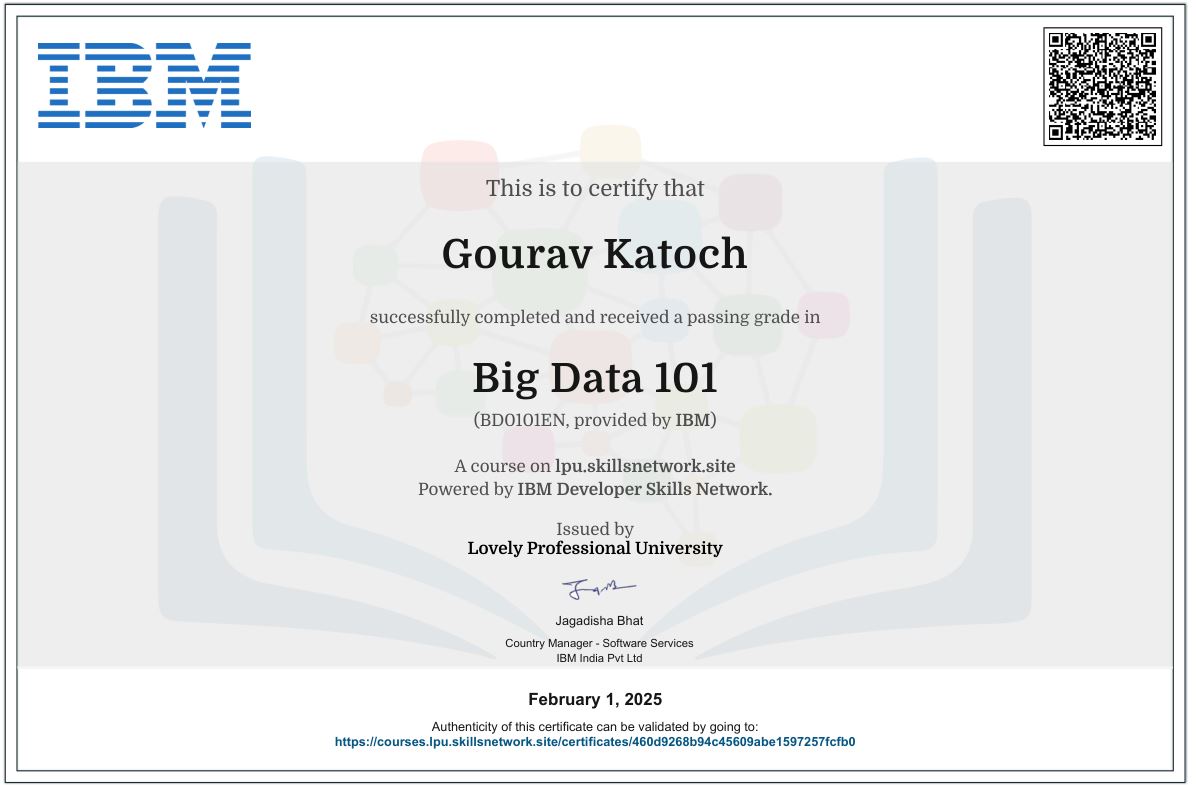 IBM
This is to certify that
Gourav Katoch
successfully completed and received a passing grade in
Big Data 101
(BD0101EN, provided by IBM)
A course on lpu.skillsnetwork.site
Powered by IBM Developer Skills Network.
Issued by
Lovely Professional University
Jagadisha Bhat
Country Manager - Software Services
IBM India Pvt Ltd
February 1, 2025
Authenticity of this certificate can be validated by going to:
https://courses.lpu.skillsnetwork.site/certificates/460d9268b94c45609abe1597257fcfb0